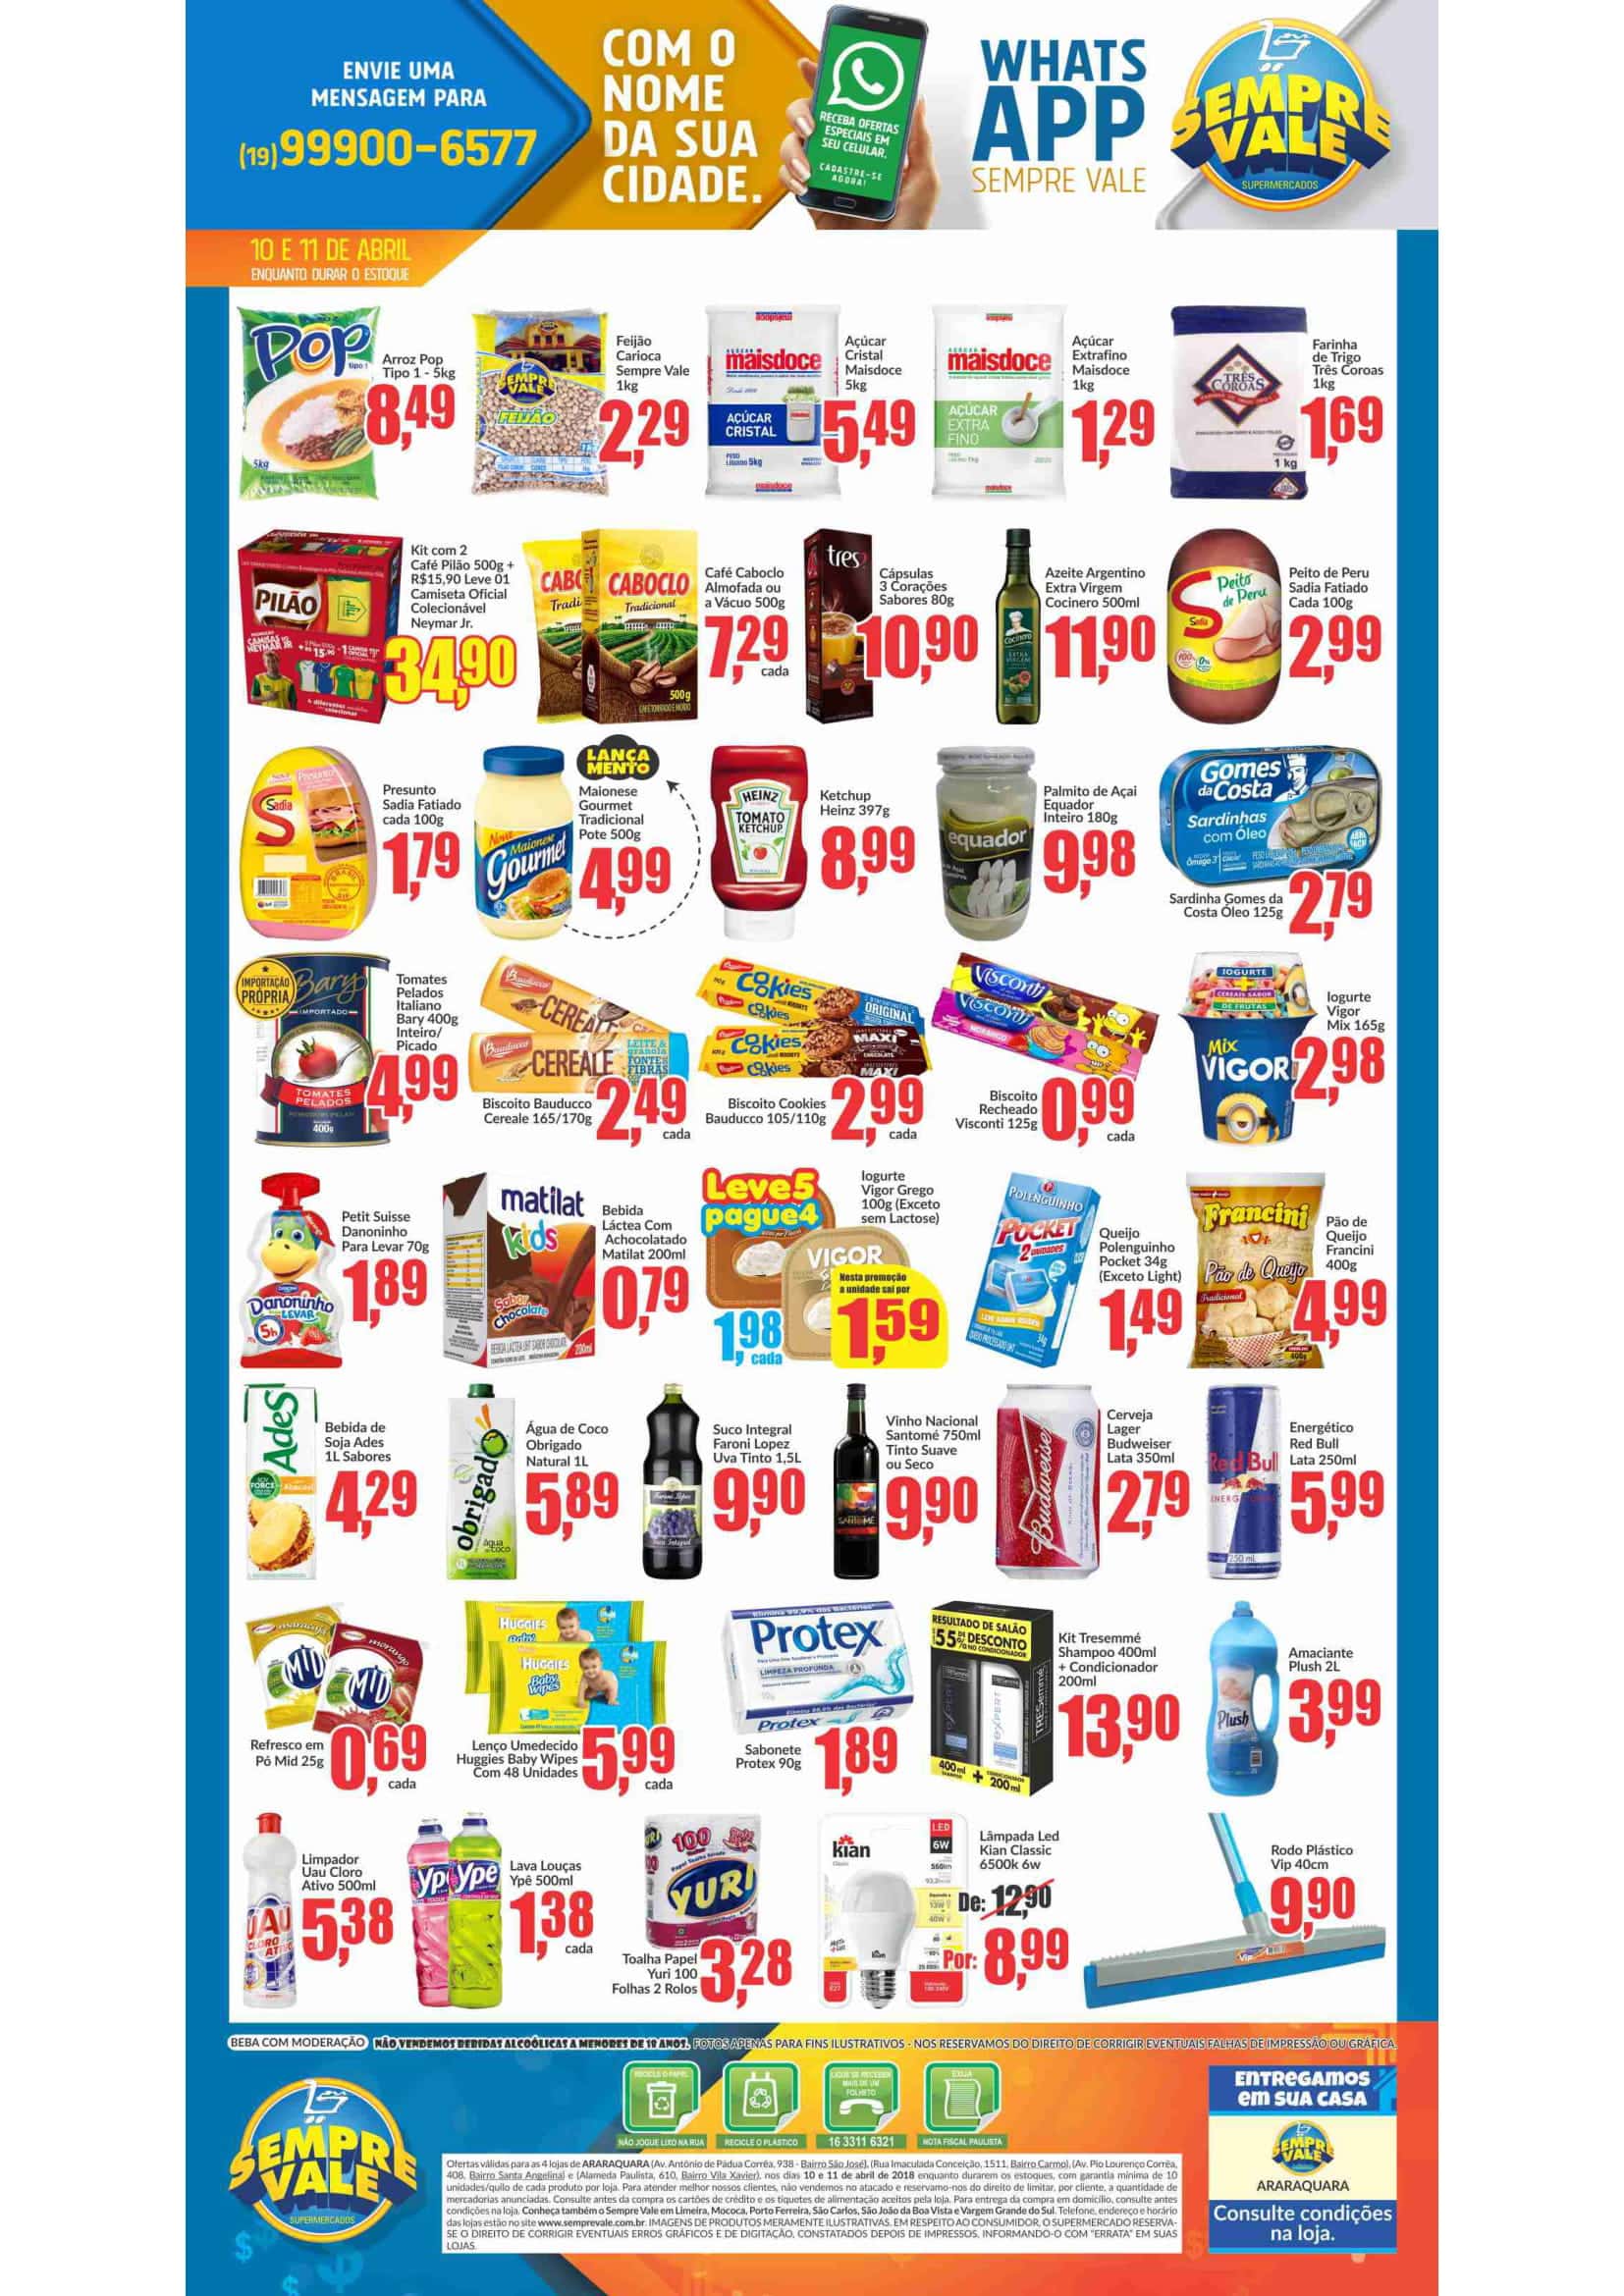 ENVIE UMA
MENSAGEM PARA
(19)99900-6577
COM O
NOME
DA SUA
CIDADE.
RECEBA OFERTAS
ESPECIAIS EM
SEU CELULAR.
CADASTRE-SE
AGORA!
WHATS
APP
SEMPRE VALE
SEMPRE
VALE
SUPERMERCADOS
10 E 11 DE ABRIL
ENQUANTO DURAR O ESTOQUE
Arroz Pop
Tipo 1 - 5kg
8,49
Feijão
Carioca
Sempre Vale
1kg
2,29
Açúcar
Cristal
Maisdoce
5kg
5,49
Açúcar
Extrafino
Maisdoce
1kg
1,29
Farinha
de Trigo
Três Coroas
1kg
1,69
Kit com 2
Café Pilão 500g +
R$15,90 Leve 01
Camiseta Oficial
Colecionável
Neymar Jr.
34,90
Café Caboclo
Almofada ou
a Vácuo 500g
7,29
cada
Cápsulas
3 Corações
Sabores 80g
10,90
Azeite Argentino
Extra Virgem
Cocinero 500ml
11,90
Peito de Peru
Sadia Fatiado
Cada 100g
2,99
Presunto
Sadia Fatiado
cada 100g
1,79
LANÇA
MENTO
Maionese
Gourmet
Tradicional
Pote 500g
4,99
Ketchup
Heinz 397g
8,99
Palmito de Açai
Equador
Inteiro 180g
9,98
Sardinha Gomes da
Costa Óleo 125g
2,79
IMPORTAÇÃO
PRÓPRIA
Tomates
Pelados
Italiano
Bary 400g
Inteiro/
Picado
4,99
Biscoito Bauducco
Cereale 165/170g
2,49
cada
Biscoito Cookies
Bauducco 105/110g
2,99
cada
Biscoito
Recheado
Visconti 125g
0,99
cada
Iogurte
Vigor
Mix 165g
2,98
Petit Suisse
Danoninho
Para Levar 70g
1,89
Bebida
Láctea Com
Achocolatado
Matilat 200ml
0,79
Leve5
pague4
Iogurte
Vigor Grego
100g (Exceto
sem Lactose)
1,98
cada
Nesta promoção
a unidade sai por
1,59
Queijo
Polenguinho
Pocket 34g
(Exceto Light)
1,49
Pão de
Queijo
Francini
400g
4,99
Bebida de
Soja Ades
1L Sabores
4,29
Água de Coco
Obrigado
Natural 1L
5,89
Suco Integral
Faroni Lopez
Uva Tinto 1,5L
9,90
Vinho Nacional
Santomé 750ml
Tinto Suave
ou Seco
9,90
Cerveja
Lager
Budweiser
Lata 350ml
2,79
Energético
Red Bull
Lata 250ml
5,99
Refresco em
Pó Mid 25g
0,69
cada
Lenço Umedecido
Huggies Baby Wipes
Com 48 Unidades
5,99
cada
Sabonete
Protex 90g
1,89
RESULTADO DE SALÃO
55% DE DESCONTO
NO CONDICIONADOR
Kit Tresemmé
Shampoo 400ml
+ Condicionador
200ml
13,90
Amaciante
Plush 2L
3,99
Limpador
Uau Cloro
Ativo 500ml
5,38
Lava Louças
Ypê 500ml
1,38
cada
Toalha Papel
Yuri 100
Folhas 2 Rolos
3,28
Lâmpada Led
Kian Classic
6500k 6w
De: 12,90
Por: 8,99
Rodo Plástico
Vip 40cm
9,90
BEBA COM MODERAÇÃO NÃO VENDEMOS BEBIDAS ALCOÓLICAS A MENORES DE 18 ANOS. FOTOS APENAS PARA FINS ILUSTRATIVOS - NOS RESERVAMOS DO DIREITO DE CORRIGIR EVENTUAIS FALHAS DE IMPRESSÃO OU GRÁFICA.
SEMPRE
VALE
SUPERMERCADOS
RECICLE O PAPEL
NÃO JOGUE LIXO NA RUA
RECICLE O PLÁSTICO
LIGUE SE RECEBER
MAIS DE UM
FOLHETO
16 3311 6321
EXIJA
NOTA FISCAL PAULISTA
Ofertas válidas para as 4 lojas de ARARAQUARA (Av. Antônio de Pádua Corrêa, 938 - Bairro São José), (Rua Imaculada Conceição, 1511, Bairro Carmo), (Av. Pio Lourenço Corrêa,
408, Bairro Santa Angelina) e (Alameda Paulista, 610, Bairro Vila Xavier), nos dias 10 e 11 de abril de 2018 enquanto durarem os estoques, com garantia mínima de 10
unidades/quilo de cada produto por loja. Para atender melhor nossos clientes, não vendemos no atacado e reservamo-nos do direito de limitar, por cliente, a quantidade de
mercadorias anunciadas. Consulte antes da compra os cartões de crédito e os tíquetes de alimentação aceitos pela loja. Para entrega da compra em domicílio, consulte antes
condições na loja. Conheça também o Sempre Vale em Limeira, Mococa, Porto Ferreira, São Carlos, São João da Boa Vista e Vargem Grande do Sul. Telefone, endereço e horário
das lojas estão no site www.semprevale.com.br. IMAGENS DE PRODUTOS MERAMENTE ILUSTRATIVAS. EM RESPEITO AO CONSUMIDOR, O SUPERMERCADO RESERVA-
SE O DIREITO DE CORRIGIR EVENTUAIS ERROS GRÁFICOS E DE DIGITAÇÃO, CONSTATADOS DEPOIS DE IMPRESSOS, INFORMANDO-O COM "ERRATA" EM SUAS
LOJAS.
ENTREGAMOS
EM SUA CASA
SEMPRE
VALE
ARARAQUARA
Consulte condições
na loja.